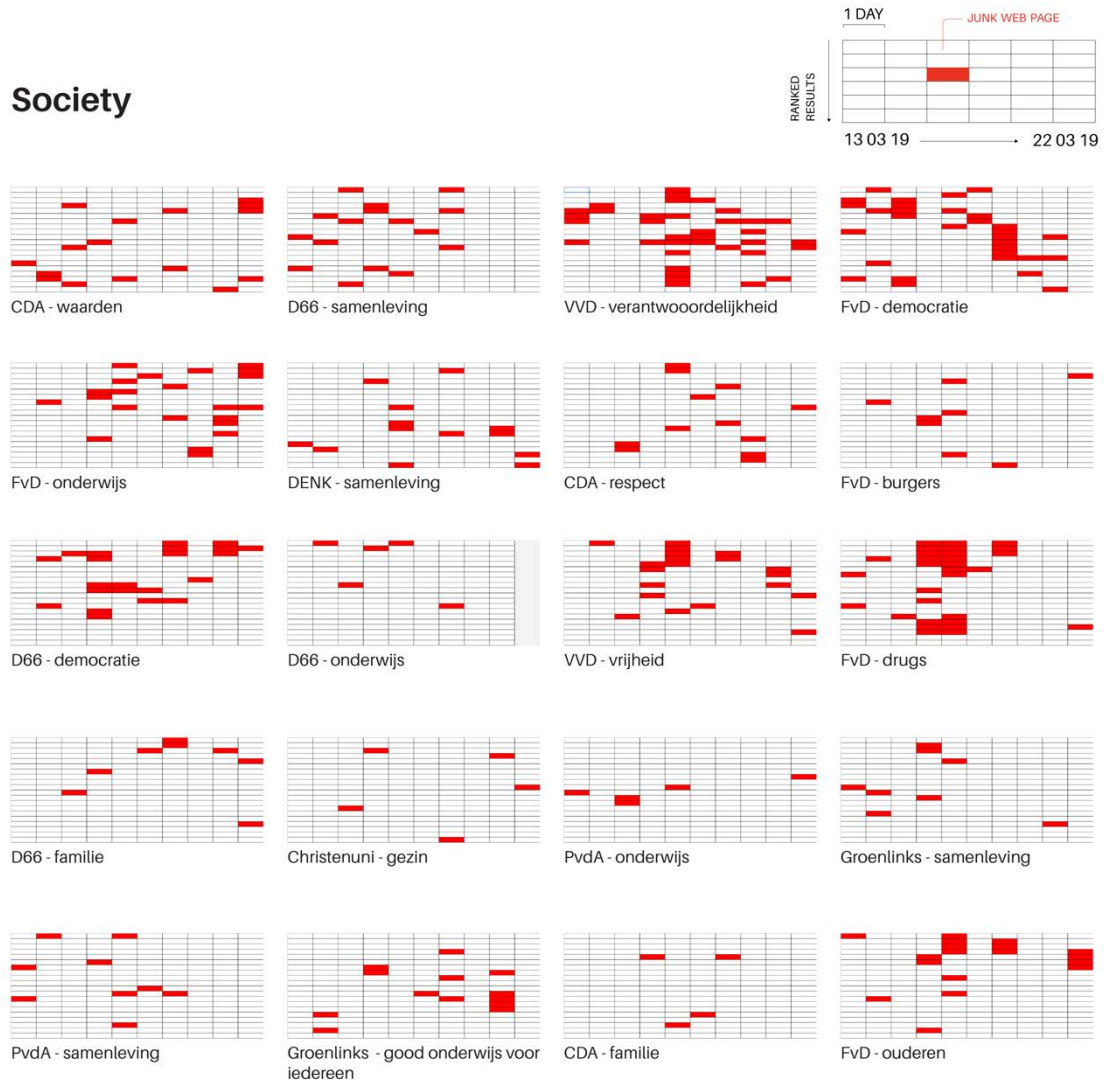 1 DAY
JUNK WEB PAGE
RANKED
RESULTS
13 03 19
22 03 19
Society
CDA - waarden
D66 - samenleving
VVD - verantwooordelijkheid
FvD - democratie
FvD - onderwijs
DENK - samenleving
CDA - respect
FvD - burgers
D66 - democratie
D66 - onderwijs
VVD - vrijheid
FvD - drugs
D66 - familie
Christenuni - gezin
PvdA - onderwijs
Groenlinks - samenleving
PvdA - samenleving
Groenlinks - good onderwijs voor
iedereen
CDA - familie
FvD - ouderen